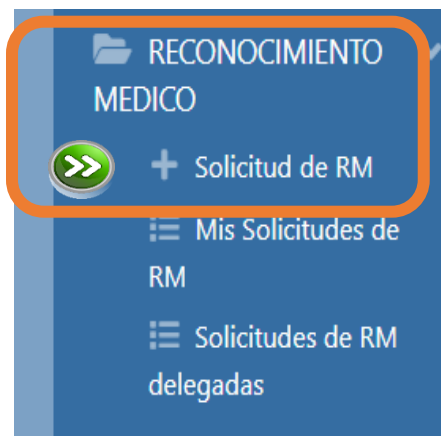 RECONOCIMIENTO
MEDICO
Solicitud de RM
Mis Solicitudes de
RM
Solicitudes de RM
delegadas